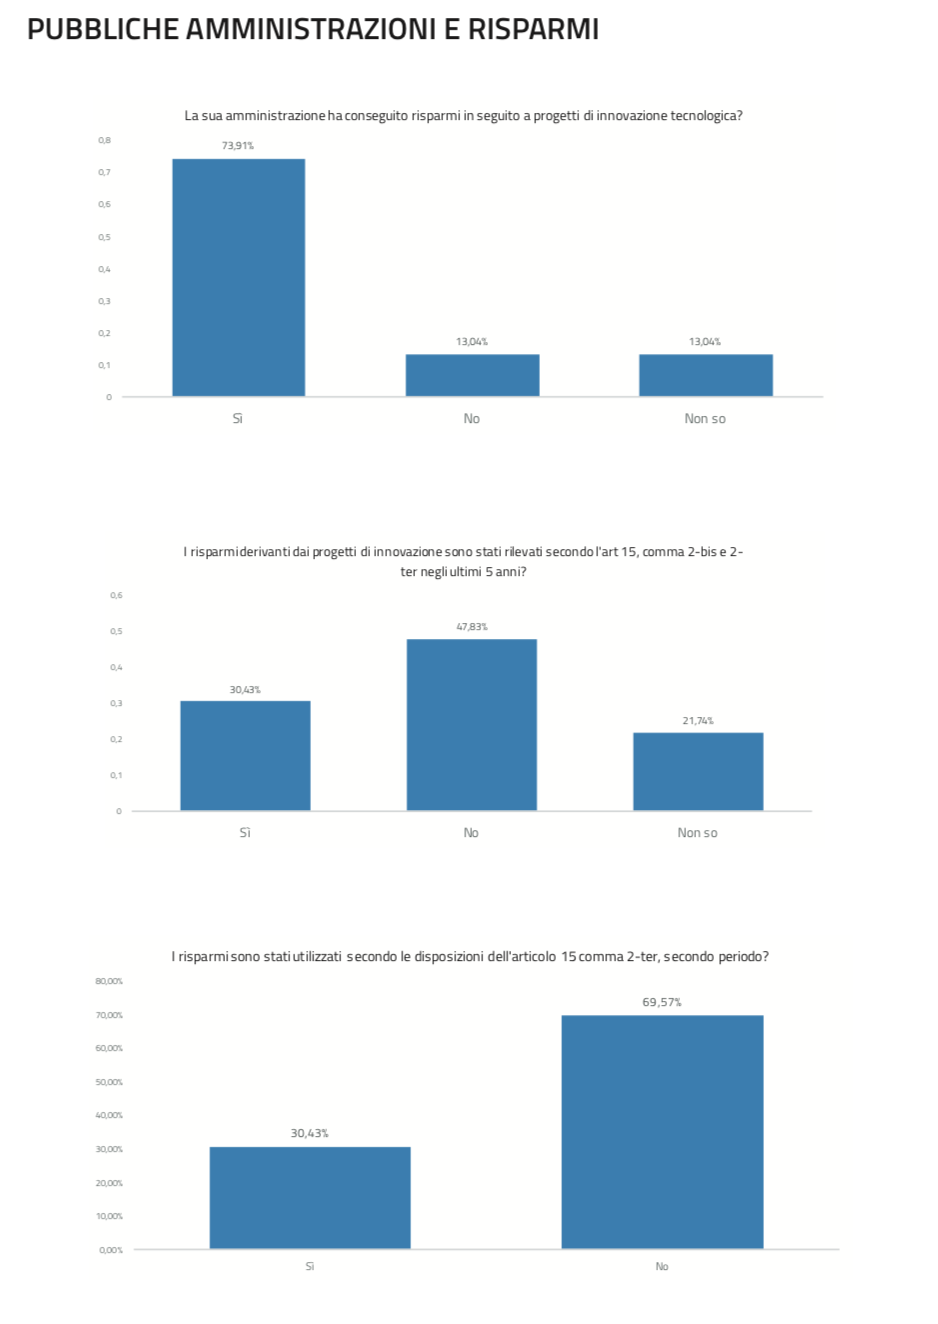 PUBBLICHE AMMINISTRAZIONI E RISPARMI
La sua amministrazione ha conseguito risparmi in seguito a progetti di innovazione tecnologica?
0,8
73,91%
0,7
0,6
0,5
0,4
0,3
0,2
13,04%
13,04%
0,1
0
Sì
No
Non so
I risparmi derivanti dai progetti di innovazione sono stati rilevati secondo l'art 15, comma 2-bis e 2-
ter negli ultimi 5 anni?
0,6
0,5
47,83%
0,4
30,43%
0,3
21,74%
0,2
0,1
0
Sì
No
Non so
I risparmi sono stati utilizzati secondo le disposizioni dell'articolo 15 comma 2-ter, secondo periodo?
80,00%
69,57%
70,00%
60,00%
50,00%
40,00%
30,43%
30,00%
20,00%
10,00%
0,00%
Sì
No